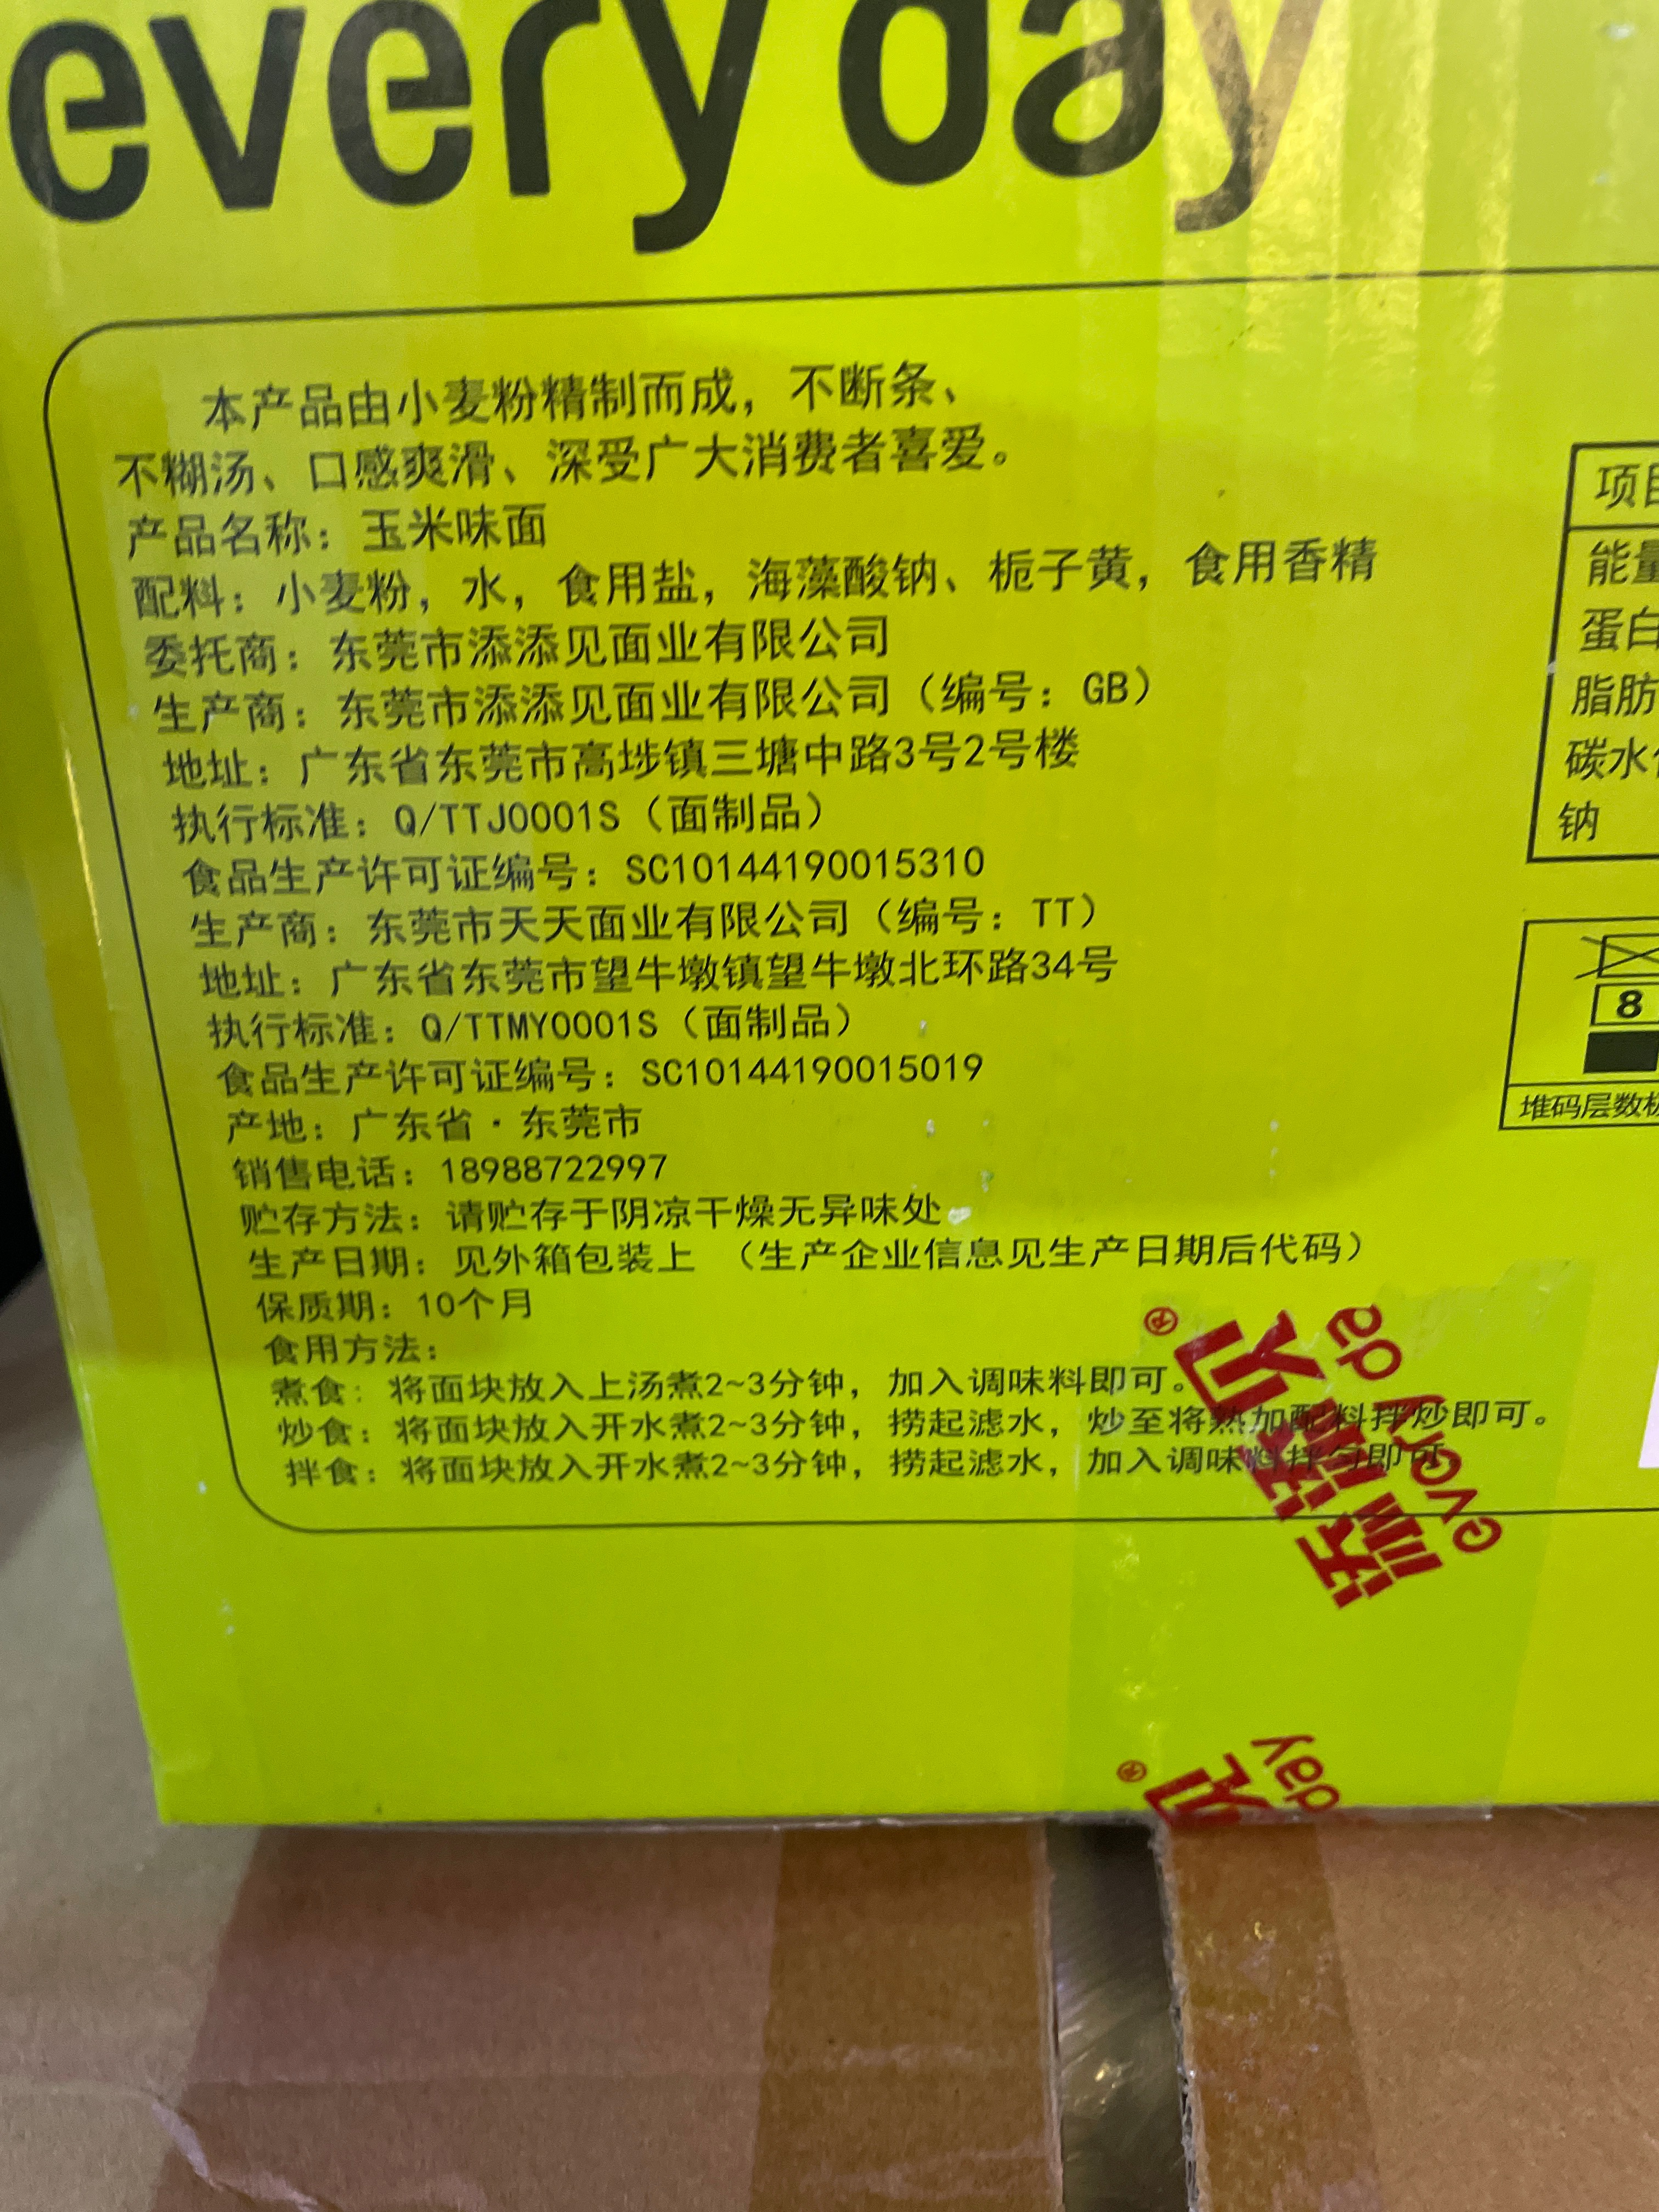 every day
本产品由小麦粉精制而成，不断条、
不糊汤、口感爽滑、深受广大消费者喜爱。
产品名称：玉米味面
配料：小麦粉，水，食用盐，海藻酸钠、栀子黄，食用香精
委托商：东莞市添添见面业有限公司
生产商：东莞市添添见面业有限公司（编号：GB）
地址：广东省东莞市高埗镇三塘中路3号2号楼
执行标准：Q/TTJ0001S（面制品）
食品生产许可证编号：SC10144190015310
生产商：东莞市天天面业有限公司（编号：TT）
地址：广东省东莞市望牛墩镇望牛墩北环路34号
执行标准：Q/TTMY0001S（面制品）
食品生产许可证编号：SC10144190015019
产地：广东省·东莞市
销售电话：18988722997
贮存方法：请贮存于阴凉干燥无异味处
生产日期：见外箱包装上 （生产企业信息见生产日期后代码）
保质期：10个月
食用方法：
煮食：将面块放入上汤煮2~3分钟，加入调味料即可。
炒食：将面块放入开水煮2~3分钟，捞起滤水，炒至将熟加配料拌炒即可。
拌食：将面块放入开水煮2~3分钟，捞起滤水，加入调味料拌匀即可
项目
能量
蛋白
脂肪
碳水
钠
8
堆码层数
every da
®
day
®